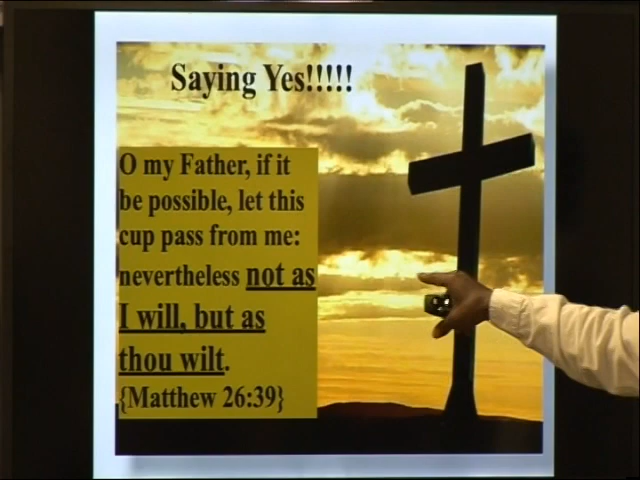 Saying Yes!!!!!
O my Father, if it
be possible, let this
cup pass from me:
nevertheless not as
I will, but as
thou wilt.
{Matthew 26:39}